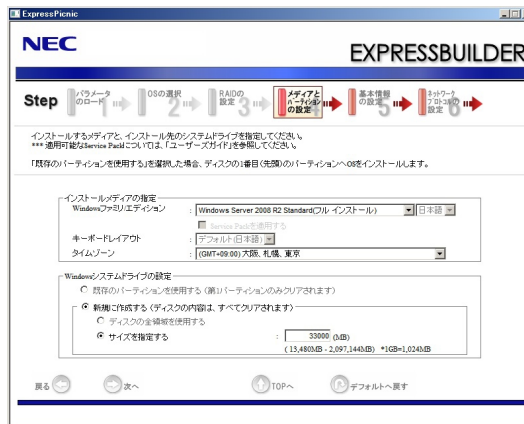 ExpressPicnic
NEC
EXPRESSBUILDER
Step
パラメータ
のロード
1
OSの選択
2
RAIDの
設定
3
メディアと
パーティション
の設定
4
基本情報
の設定
5
ネットワーク
プロトコルの
設定
6
インストールするメディアと、インストール先のシステムドライブを指定してください。
*** 適用可能なService Packについては、「ユーザーズガイド」を参照してください。
「既存のパーティションを使用する」を選択した場合、ディスクの1番目(先頭)のパーティションへOSをインストールします。
インストールメディアの指定
Windowsファミリ/エディション : Windows Server 2008 R2 Standard(フル インストール) 日本語
Service Packを適用する
キーボードレイアウト : デフォルト(日本語)
タイムゾーン : (GMT+09:00) 大阪、札幌、東京
Windowsシステムドライブの設定
既存のパーティションを使用する (第1パーティションのみクリアされます)
新規に作成する (ディスクの内容は、すべてクリアされます)
ディスクの全領域を使用する
サイズを指定する : 33000 (MB)
( 13,480MB - 2,097,144MB) *1GB=1,024MB
戻る 次へ TOPへ デフォルトへ戻す